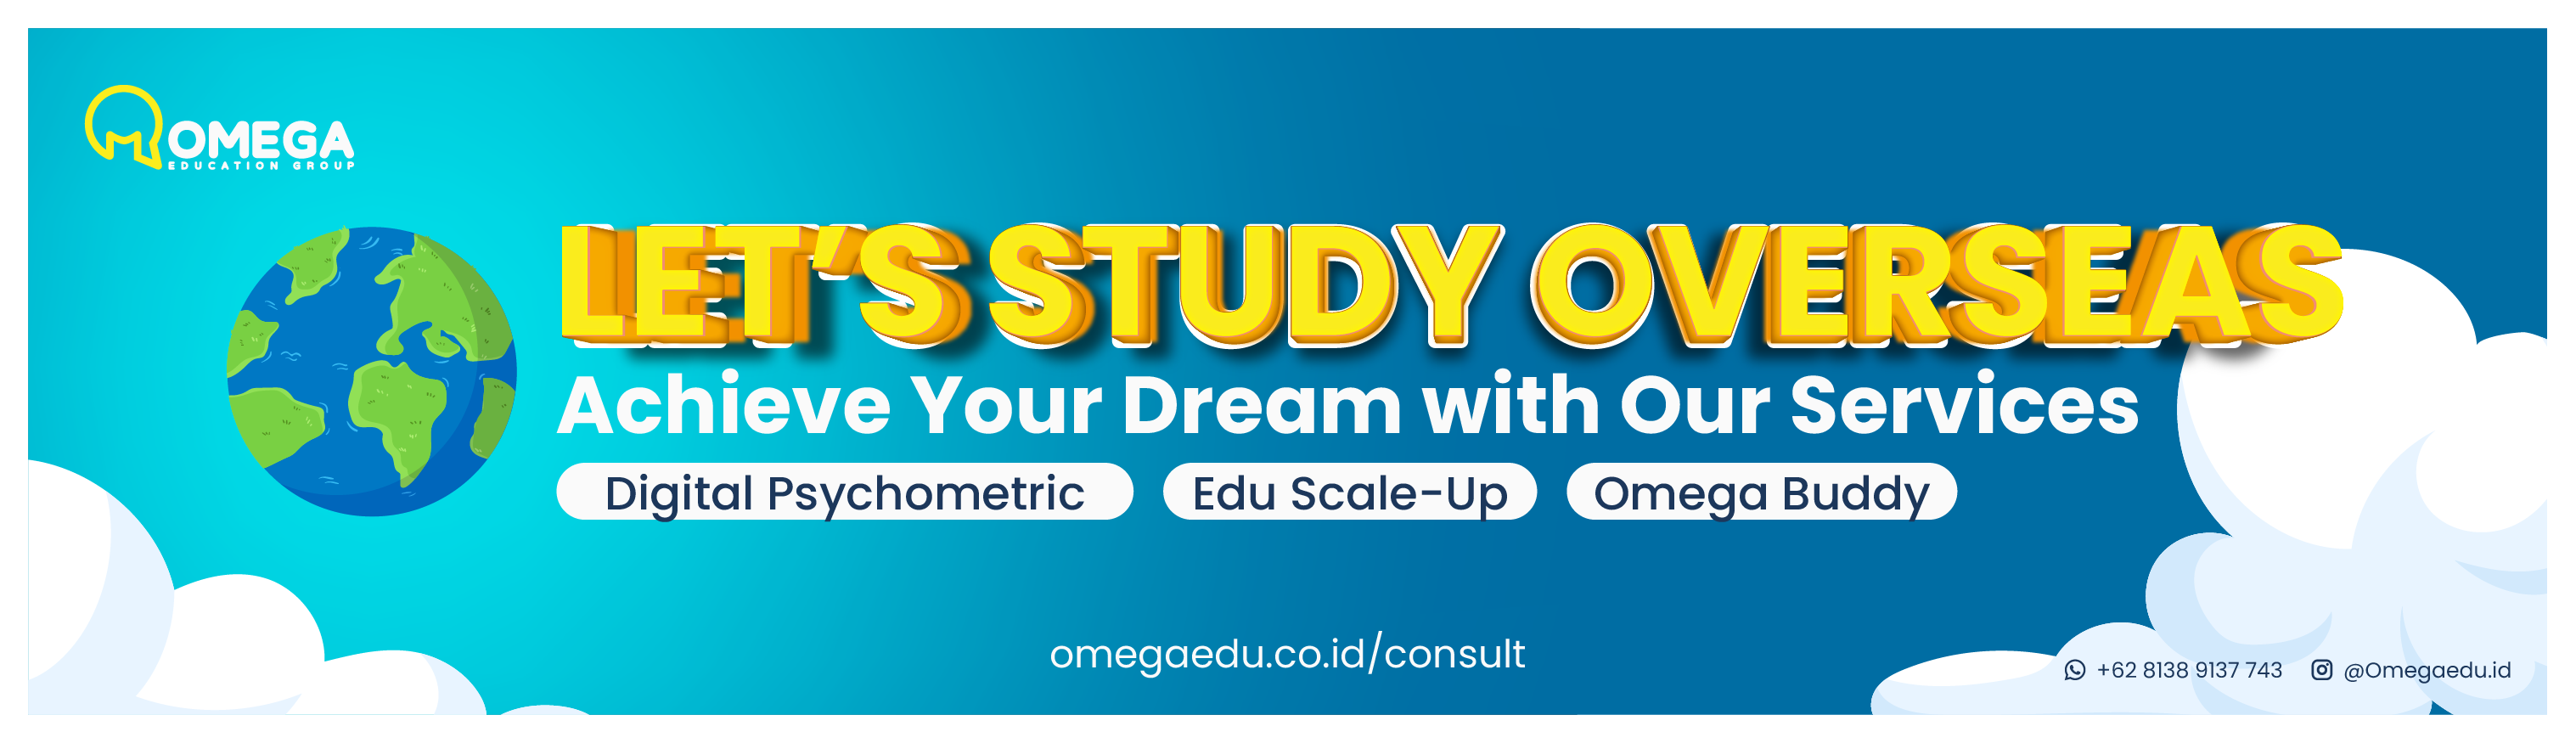 OMEGA
EDUCATION GROUP
LET'S STUDY OVERSEAS
Achieve Your Dream with Our Services
Digital Psychometric Edu Scale-Up Omega Buddy
omegaedu.co.id/consult
+62 8138 9137 743 @Omegaedu.id